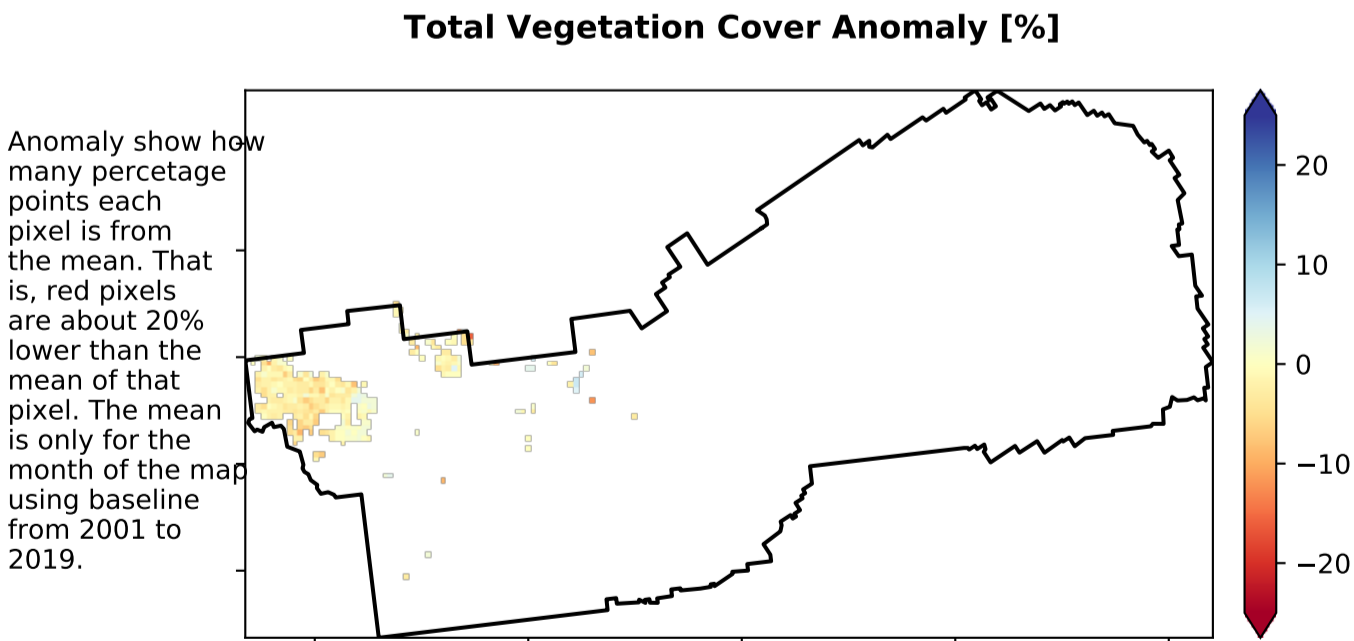 Total Vegetation Cover Anomaly [%]
Anomaly show how
many percetage
points each
pixel is from
the mean. That
is, red pixels
are about 20%
lower than the
mean of that
pixel. The mean
is only for the
month of the map
using baseline
from 2001 to
2019.
20
10
0
−10
−20